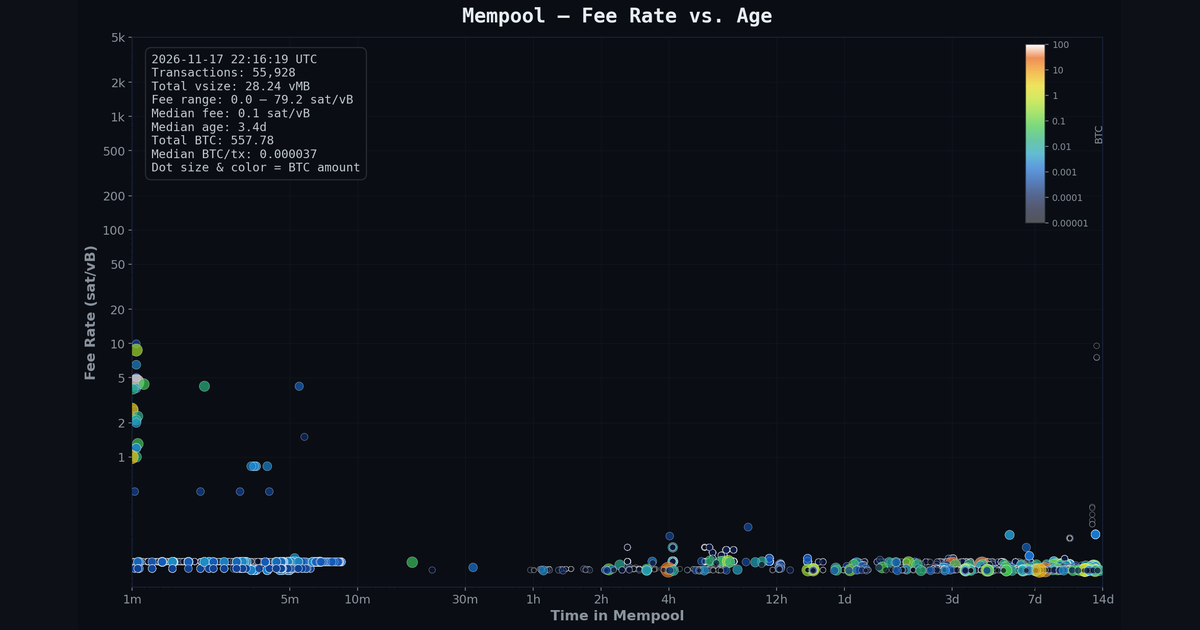 Mempool — Fee Rate vs. Age
2026-11-17 22:16:19 UTC
Transactions: 55,928
Total vsize: 28.24 vMB
Fee range: 0.0 – 79.2 sat/vB
Median fee: 0.1 sat/vB
Median age: 3.4d
Total BTC: 557.78
Median BTC/tx: 0.000037
Dot size & color = BTC amount
100
10
1
0.1
0.01
0.001
0.0001
0.00001
BTC
Fee Rate (sat/vB)
5k
2k
1k
500
200
100
50
20
10
5
2
1
1m 5m 10m 30m 1h 2h 4h 12h 1d 3d 7d 14d
Time in Mempool